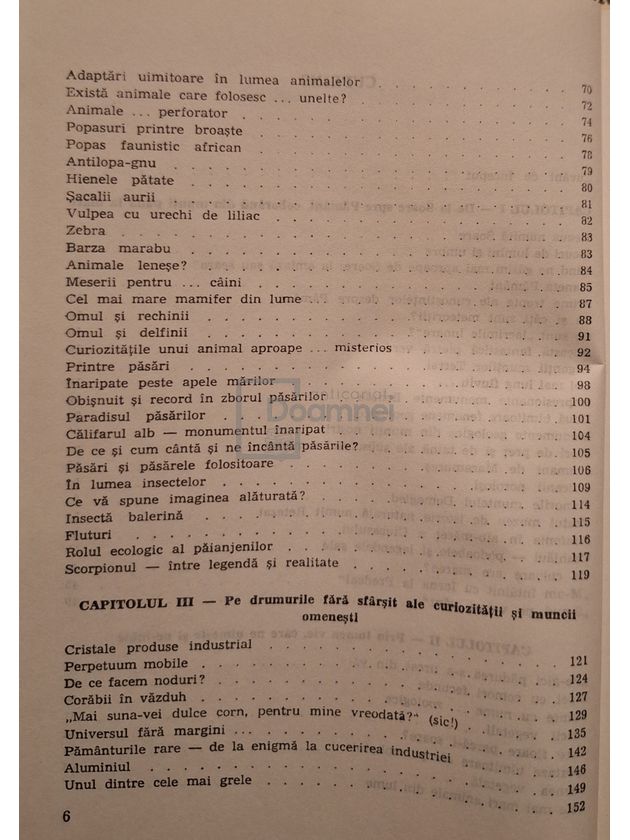 Adaptări uimitoare în lumea animalelor . . . . . . . . 70
Există animale care folosesc ... unelte? . . . . . . . . 72
Animale ... perforator . . . . . . . . 74
Popasuri printre broaște . . . . . . . . 76
Popas faunistic african . . . . . . . . 78
Antilopa-gnu . . . . . . . . 79
Hienele pătate . . . . . . . . 80
Șacalii aurii . . . . . . . . 81
Vulpea cu urechi de liliac . . . . . . . . 82
Zebra . . . . . . . . 83
Barza marabu . . . . . . . . 83
Animale leneșe? . . . . . . . . 84
Meserii pentru ... câini . . . . . . . . 85
Cel mai mare mamifer din lume . . . . . . . . 87
Omul și rechinii . . . . . . . . 88
Omul și delfinii . . . . . . . . 91
Curiozitățile unui animal aproape ... misterios . . . . . . . . 92
Printre păsări . . . . . . . . 94
Înaripate peste apele mărilor . . . . . . . . 98
Obișnuit și record în zborul păsărilor . . . . . . . . 100
Paradisul păsărilor . . . . . . . . 101
Călifarul alb — monumentul înaripat . . . . . . . . 104
De ce și cum cântă și ne încântă păsările? . . . . . . . . 105
Păsări și păsărele folositoare . . . . . . . . 106
În lumea insectelor . . . . . . . . 109
Ce vă spune imaginea alăturată? . . . . . . . . 114
Insectă balerină . . . . . . . . 115
Fluturi . . . . . . . . 116
Rolul ecologic al păianjenilor . . . . . . . . 117
Scorpionul — între legendă și realitate . . . . . . . . 119
CAPITOLUL III — Pe drumurile fără sfârșit ale curiozității și muncii
omenești
Cristale produse industrial . . . . . . . . 121
Perpetuum mobile . . . . . . . . 124
De ce facem noduri? . . . . . . . . 127
Corăbii în văzduh . . . . . . . . 129
„Mai suna-vei dulce corn, pentru mine vreodată?" (sic!) . . . . . . . . 135
Universul fără margini ... . . . . . . . . 142
Pământurile rare — de la enigmă la cucerirea industriei . . . . . . . . 146
Aluminiul . . . . . . . . 149
Unul dintre cele mai grele . . . . . . . . 152
6